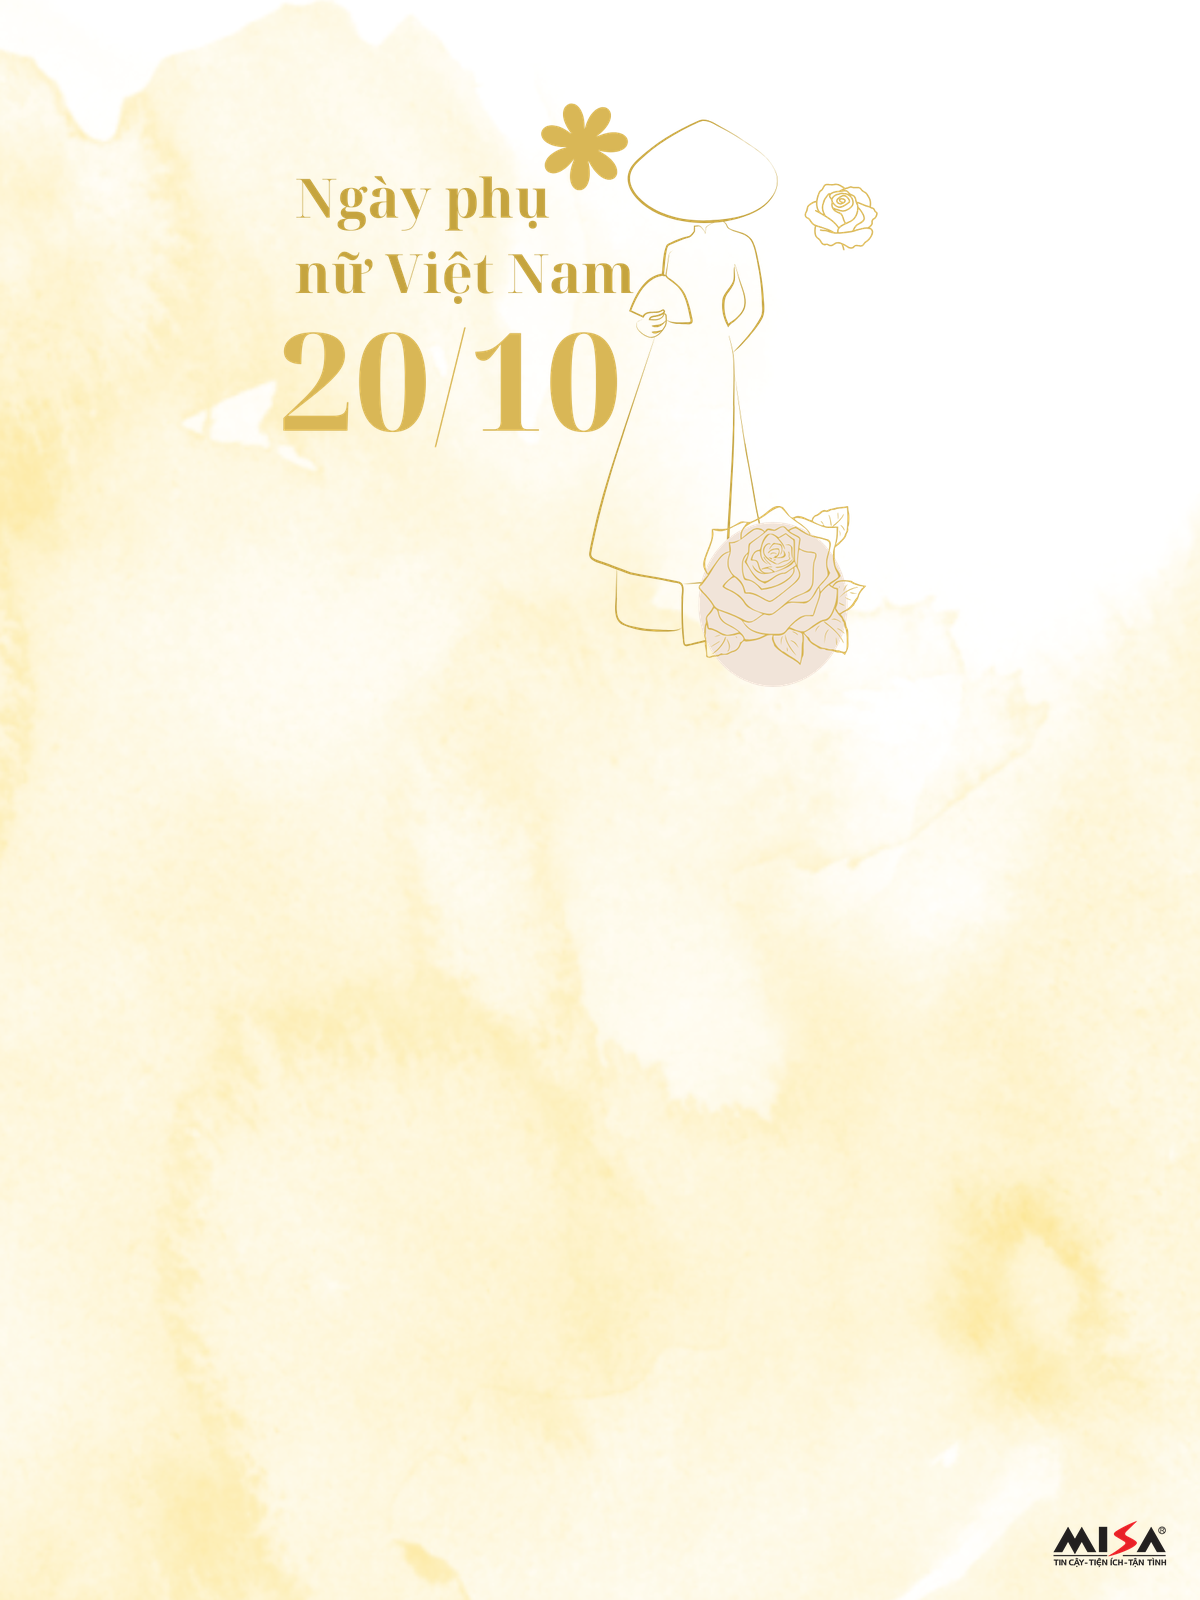 Ngày phụ
nữ Việt Nam
20/10
MISA®
TIN CẬY-TIỆN ÍCH-TẬN TÌNH